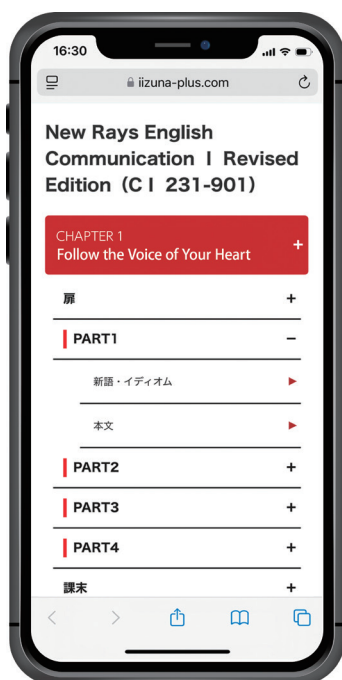 16:30
iizuna-plus.com
New Rays English
Communication Ⅰ Revised
Edition（CⅠ 231-901）
CHAPTER 1
Follow the Voice of Your Heart +
扉 +
PART1 −
新語・イディオム
本文
PART2 +
PART3 +
PART4 +
課末 +